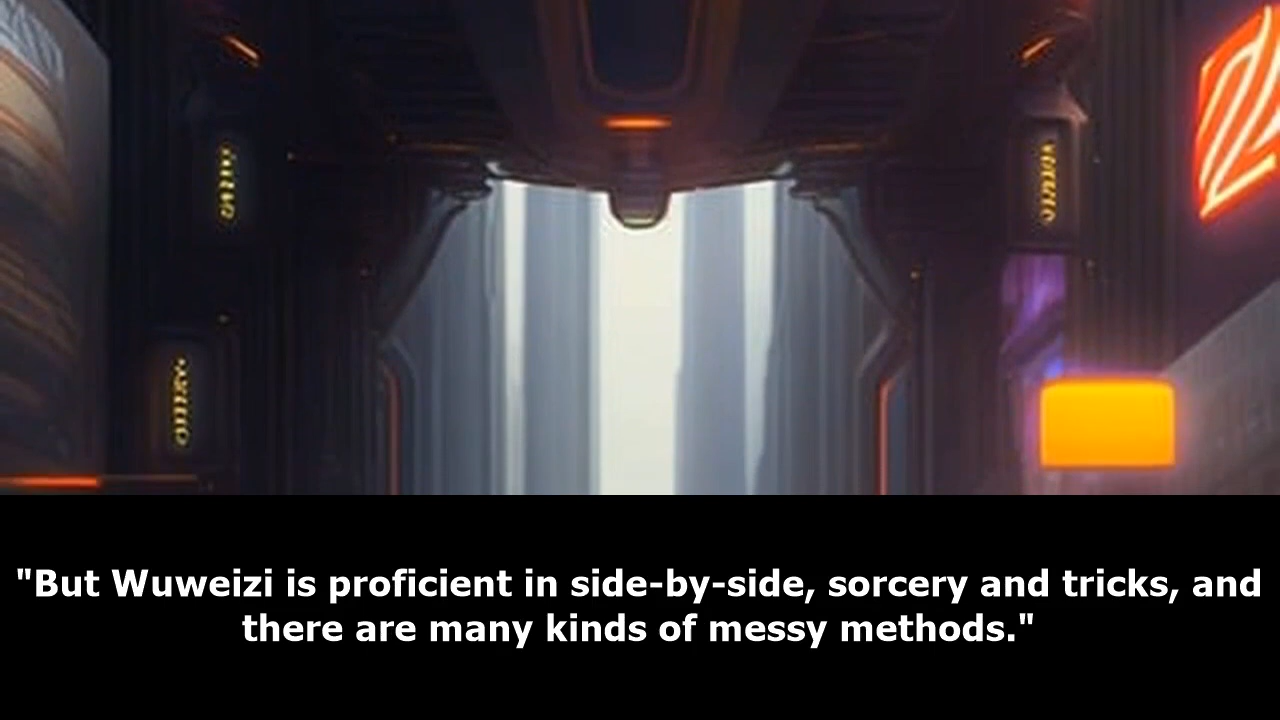 "But Wuweizi is proficient in side-by-side, sorcery and tricks, and
there are many kinds of messy methods."